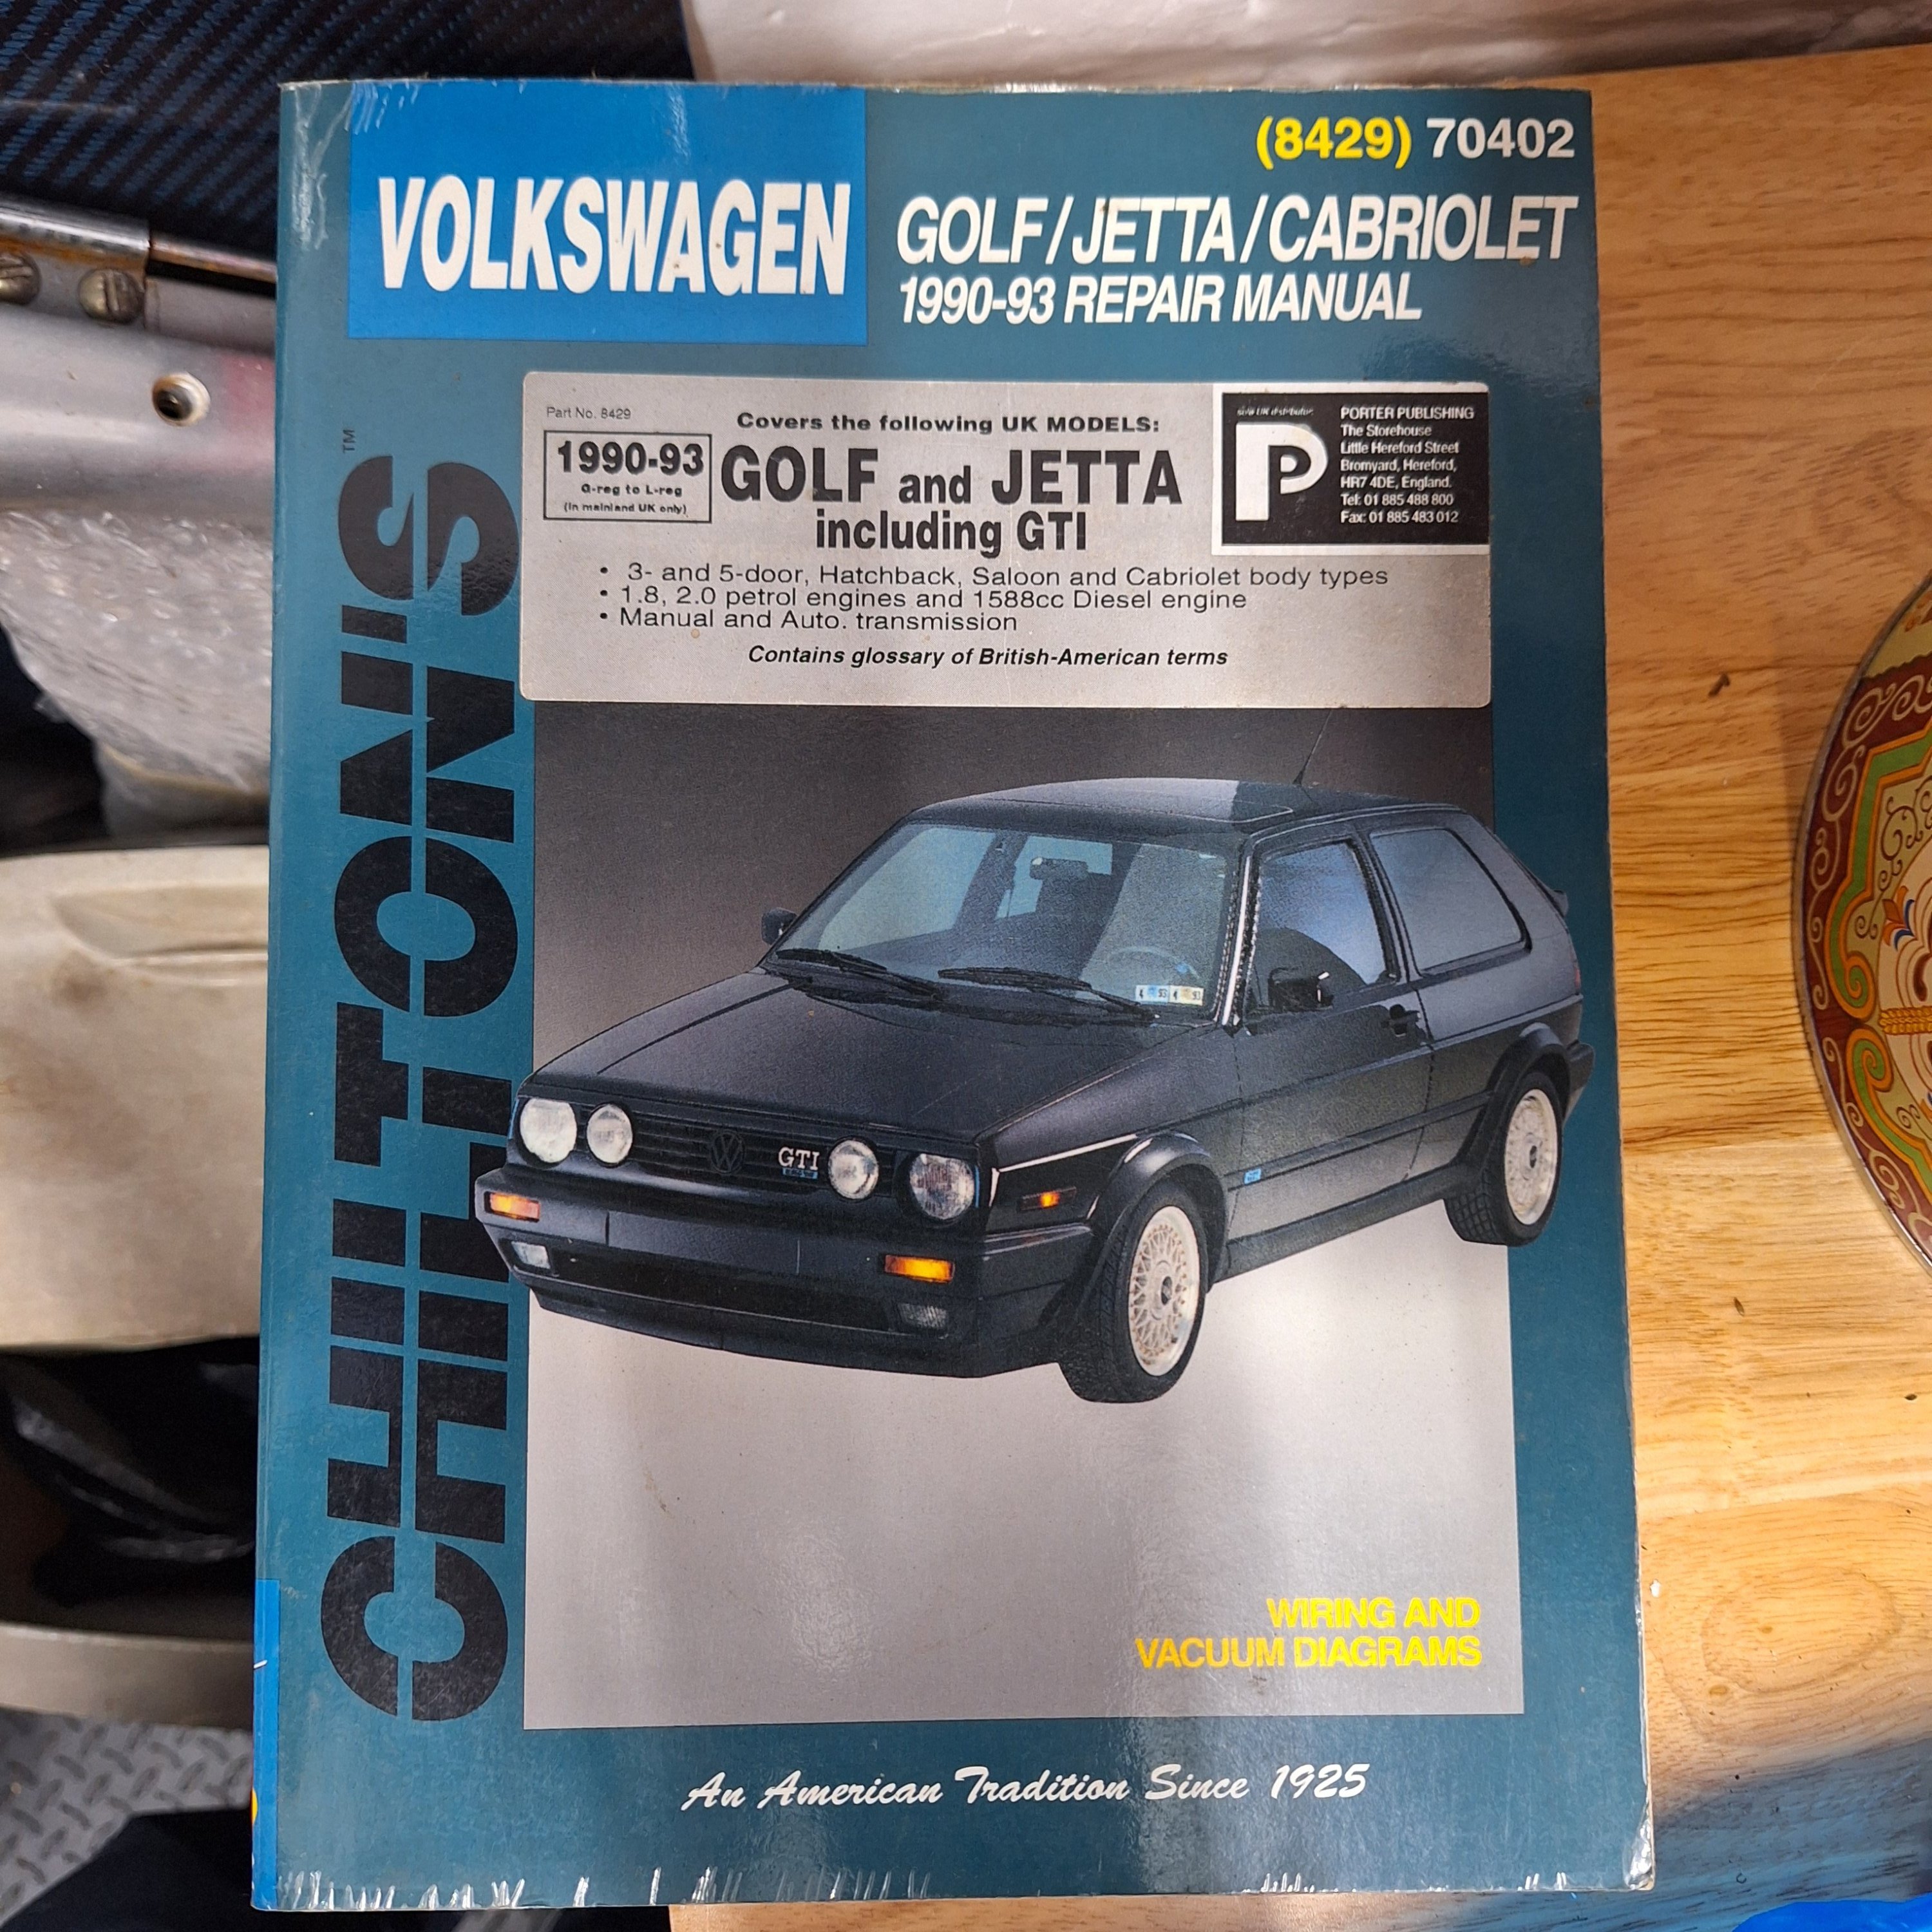 VOLKSWAGEN
(8429) 70402
GOLF/JETTA/CABRIOLET
1990-93 REPAIR MANUAL
CHILTON'S
TM
Part No. 8429
1990-93
G-reg to L-reg
(in mainland UK only)
Covers the following UK MODELS:
GOLF and JETTA
including GTI
• 3- and 5-door, Hatchback, Saloon and Cabriolet body types
• 1.8, 2.0 petrol engines and 1588cc Diesel engine
• Manual and Auto. transmission
Contains glossary of British-American terms
P
PORTER PUBLISHING
The Storehouse
Little Hereford Street
Bromyard, Hereford,
HR7 4DE, England.
Tel: 01 885 488 800
Fax: 01 885 483 012
93
93
GTI
WIRING AND
VACUUM DIAGRAMS
An American Tradition Since 1925